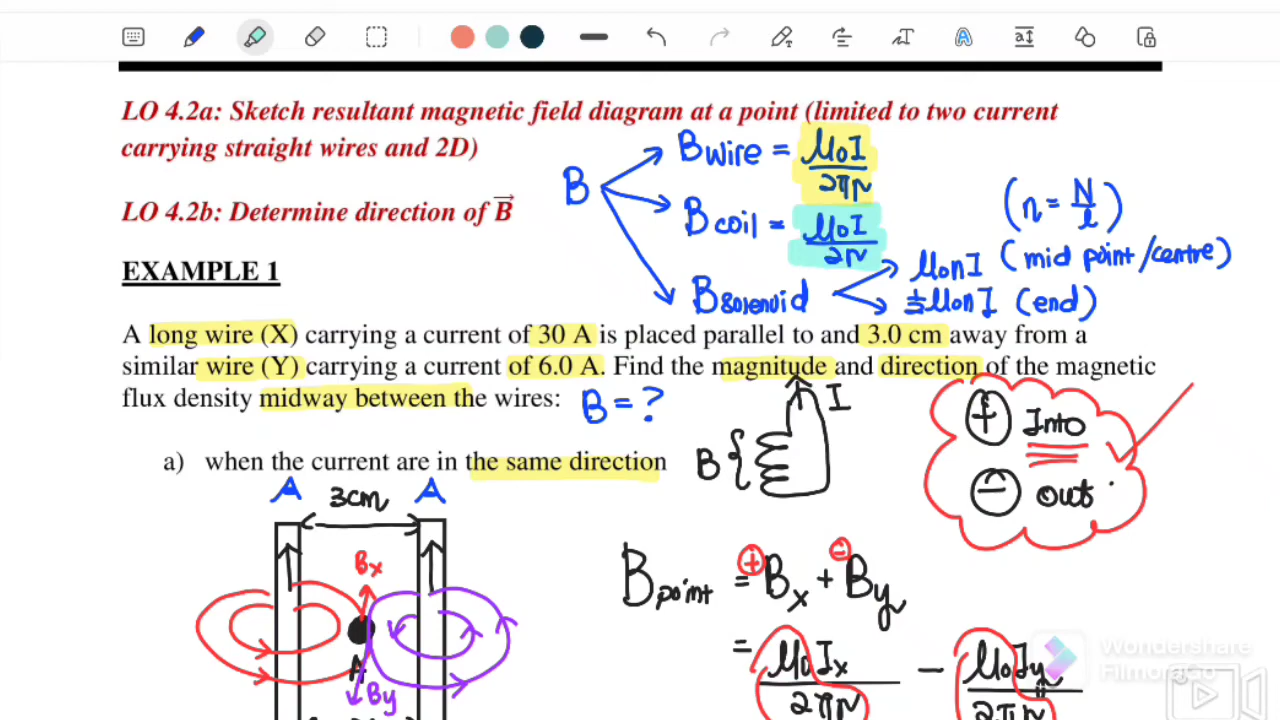 LO 4.2a: Sketch resultant magnetic field diagram at a point (limited to two current
carrying straight wires and 2D)
B wire = μ₀I / 2πr
LO 4.2b: Determine direction of B⃗
B
B coil = μ₀I / 2r
(n = N/l)
EXAMPLE 1
B solenoid
μ₀nI (mid point/centre)
½μ₀nI (end)
A long wire (X) carrying a current of 30 A is placed parallel to and 3.0 cm away from a
similar wire (Y) carrying a current of 6.0 A. Find the magnitude and direction of the magnetic
flux density midway between the wires:
B = ?
I
+ Into
a) when the current are in the same direction
B {
- out
A 3cm A
Bx
B point = + Bx + - By
= μ₀Ix / 2πr - μ₀Iy / 2πr
By
Wondershare
Filmora